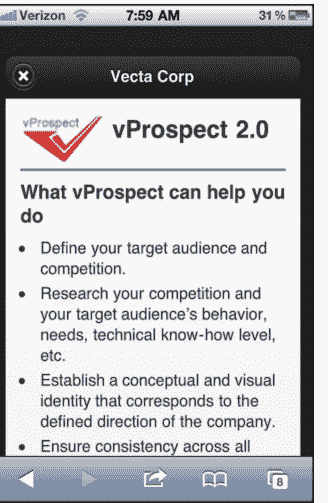 Verizon 7:59 AM 31%
Vecta Corp
vProspect vProspect 2.0
What vProspect can help you
do
• Define your target audience and
competition.
• Research your competition and
your target audience's behavior,
needs, technical know-how level,
etc.
• Establish a conceptual and visual
identity that corresponds to the
defined direction of the company.
• Ensure consistency across all
8